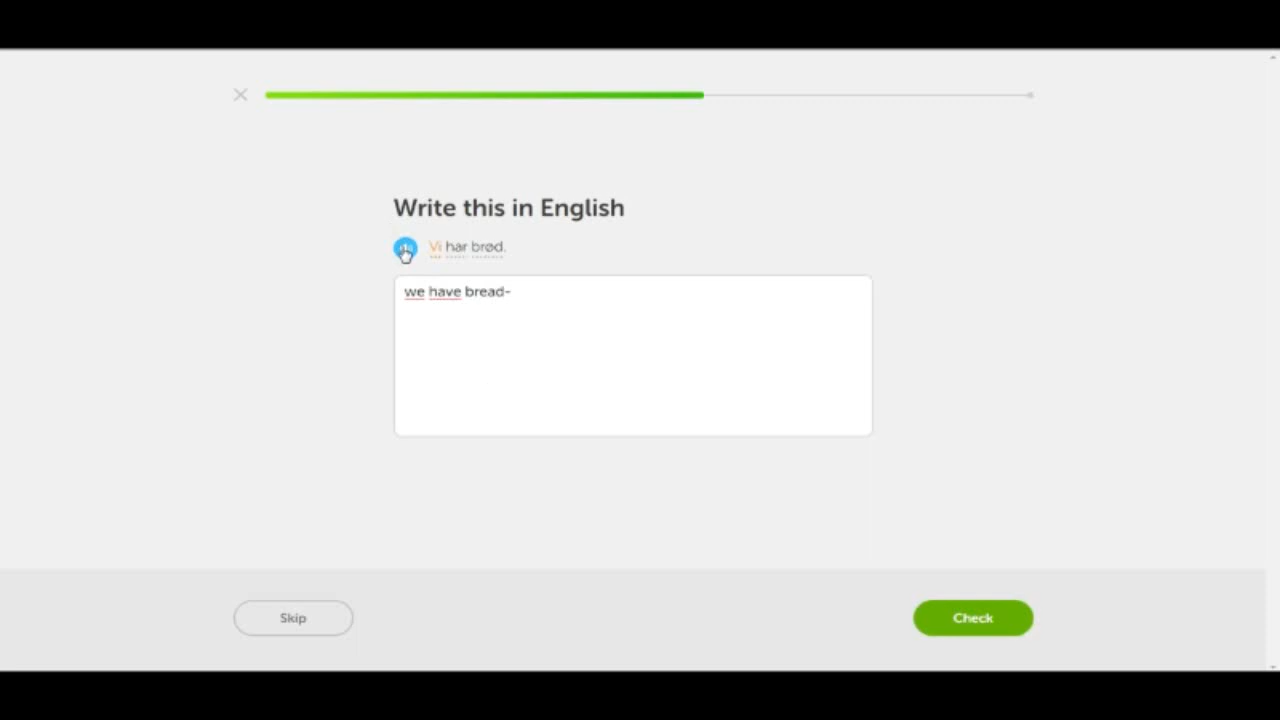 Write this in English
Vi har brød.
we have bread-
Skip
Check